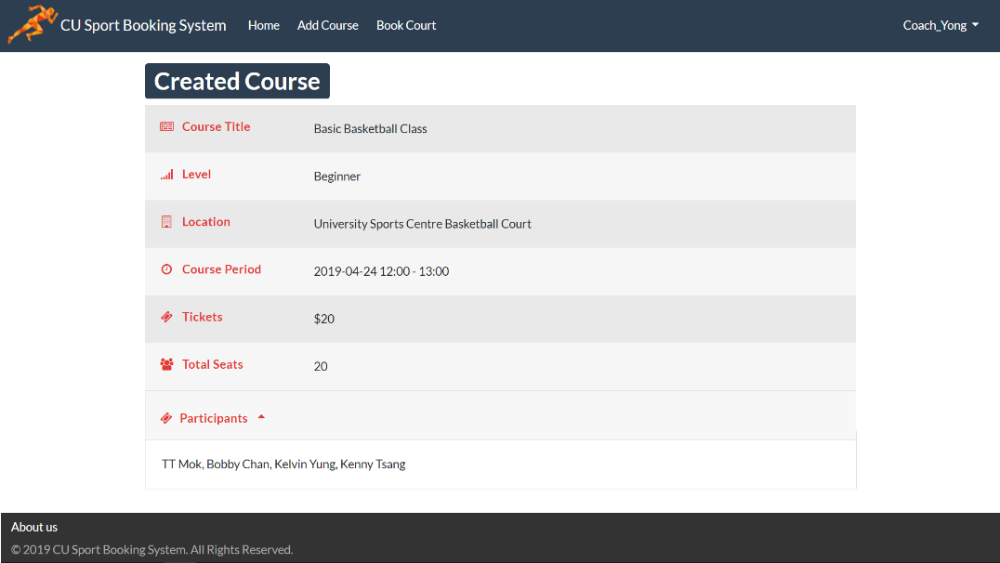 CU Sport Booking System Home Add Course Book Court Coach_Yong
Created Course
Course Title Basic Basketball Class
Level Beginner
Location University Sports Centre Basketball Court
Course Period 2019-04-24 12:00 - 13:00
Tickets $20
Total Seats 20
Participants
TT Mok, Bobby Chan, Kelvin Yung, Kenny Tsang
About us
© 2019 CU Sport Booking System. All Rights Reserved.